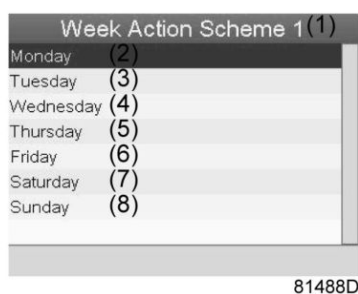 Week Action Scheme 1(1)
Monday (2)
Tuesday (3)
Wednesday (4)
Thursday (5)
Friday (6)
Saturday (7)
Sunday (8)
81488D